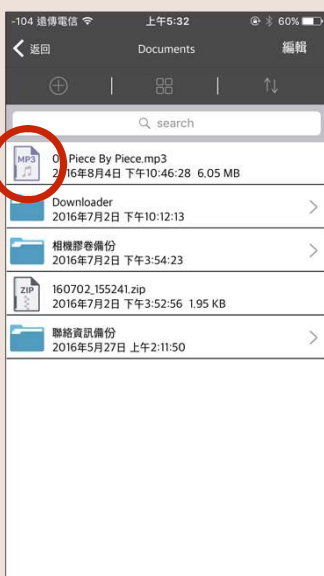 -104 遠傳電信 上午5:32 60%
返回 Documents 編輯
search
MP3
Piece By Piece.mp3
2016年8月4日 下午10:46:28 6.05 MB
Downloader
2016年7月2日 下午10:12:13
相機膠卷備份
2016年7月2日 下午3:54:23
ZIP
160702_155241.zip
2016年7月2日 下午3:52:56 1.95 KB
聯絡資訊備份
2016年5月27日 上午2:11:50